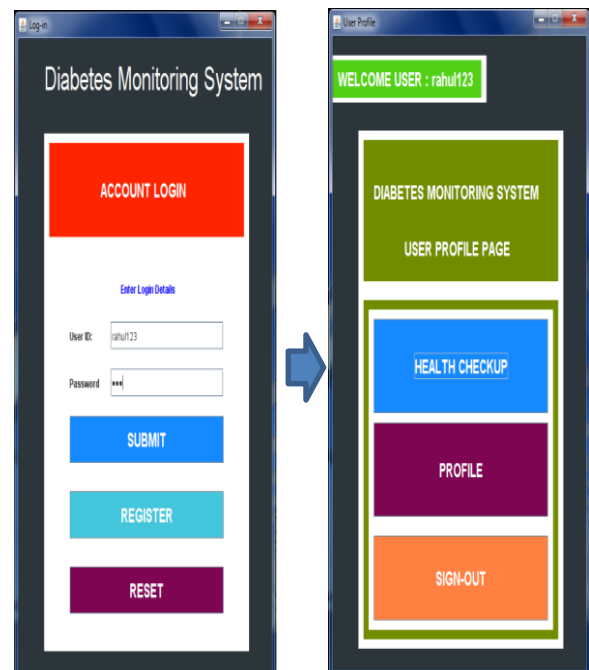 Log-in
Diabetes Monitoring System
ACCOUNT LOGIN
Enter Login Details
User ID: rahul123
Password •••
SUBMIT
REGISTER
RESET
User Profile
WELCOME USER : rahul123
DIABETES MONITORING SYSTEM
USER PROFILE PAGE
HEALTH CHECKUP
PROFILE
SIGN-OUT